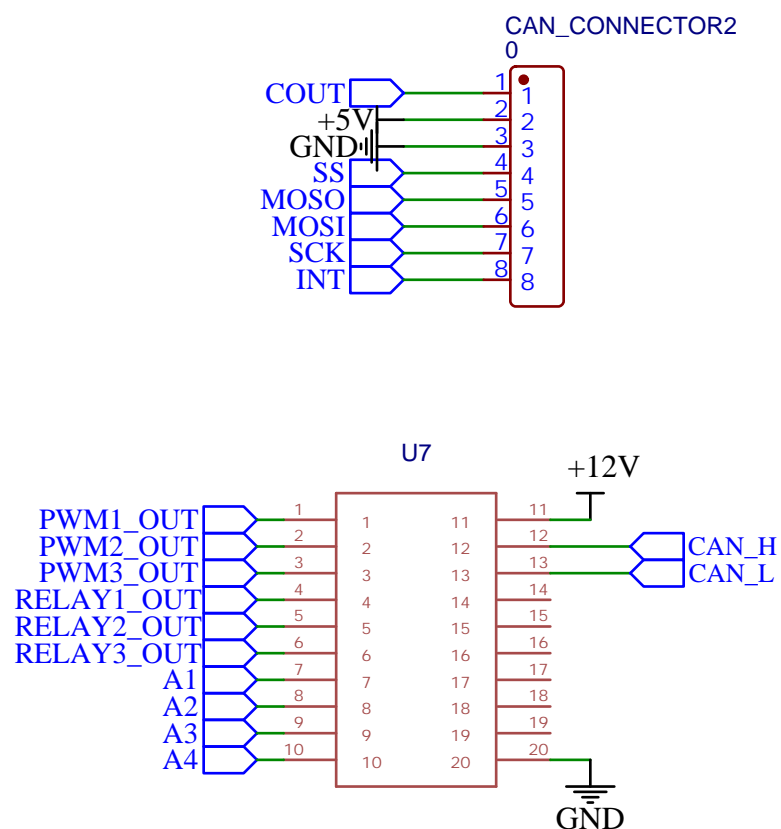 CAN_CONNECTOR2
0
COUT 1 1
+5V 2 2
GND 3 3
SS 4 4
MOSO 5 5
MOSI 6 6
SCK 7 7
INT 8 8
U7
+12V
PWM1_OUT 1 1 11 11
PWM2_OUT 2 2 12 12 CAN_H
PWM3_OUT 3 3 13 13 CAN_L
RELAY1_OUT 4 4 14 14
RELAY2_OUT 5 5 15 15
RELAY3_OUT 6 6 16 16
A1 7 7 17 17
A2 8 8 18 18
A3 9 9 19 19
A4 10 10 20 20
GND